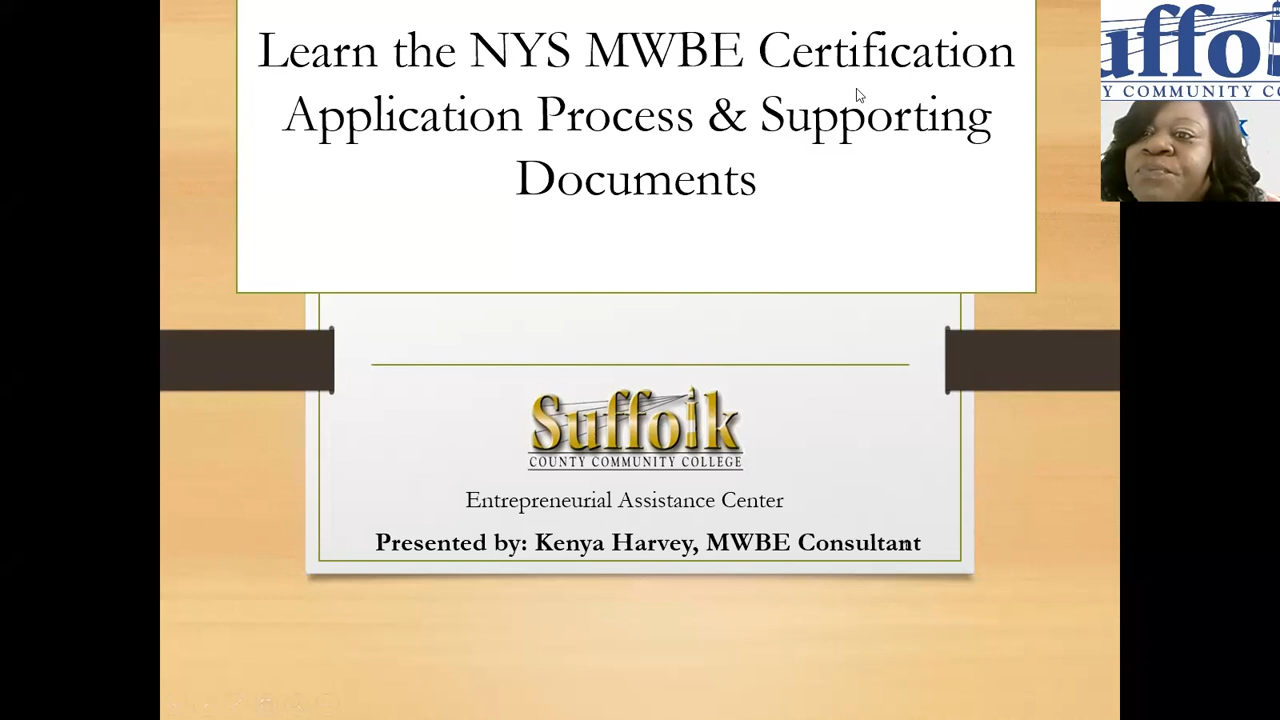 Learn the NYS MWBE Certification
Application Process & Supporting
Documents
Suffolk
COUNTY COMMUNITY COLLEGE
Entrepreneurial Assistance Center
Presented by: Kenya Harvey, MWBE Consultant
uffo
Y COMMUNITY CO
k